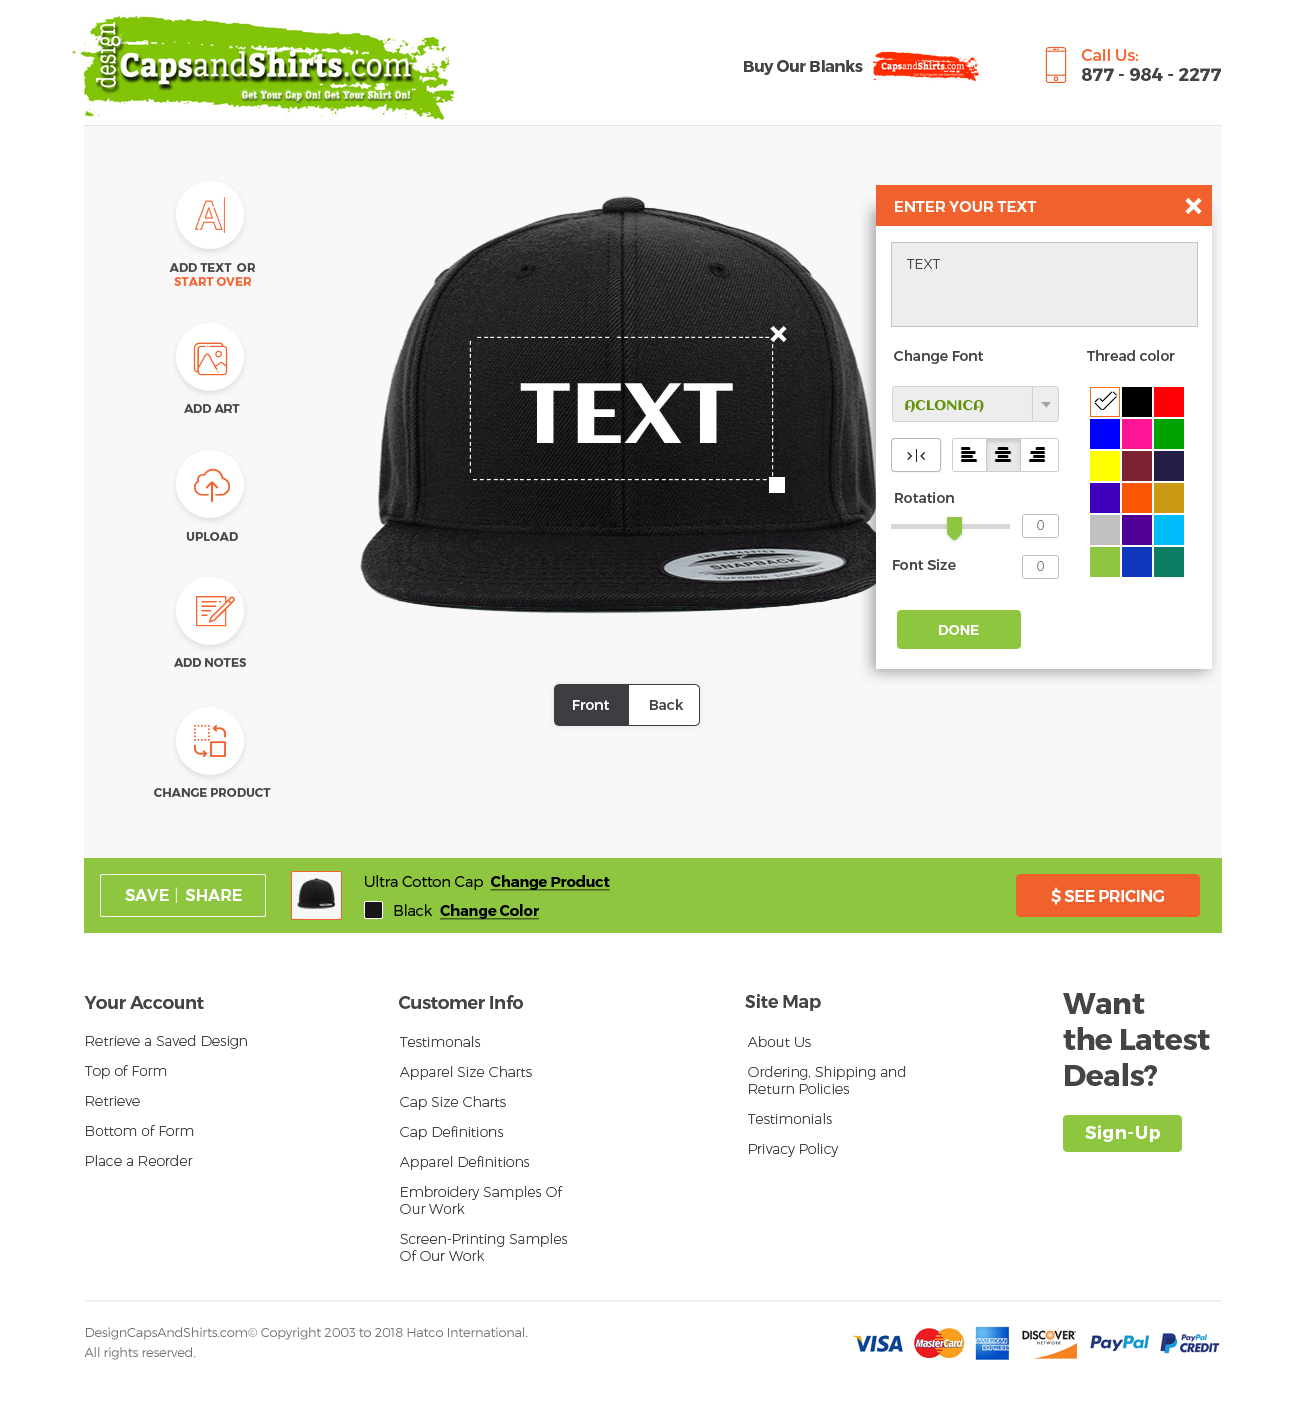 design
CapsandShirts.com
Get Your Cap On! Get Your Shirt On!
Buy Our Blanks
CapsandShirts.com
Call Us:
877 - 984 - 2277
A
ADD TEXT OR
START OVER
ADD ART
UPLOAD
ADD NOTES
CHANGE PRODUCT
TEXT
THE CLASSICS
SNAPBACK
YUPOONG SINCE 1974
Front
Back
ENTER YOUR TEXT
TEXT
Change Font
Thread color
ACLONICA
Rotation
0
Font Size
0
DONE
SAVE | SHARE
Ultra Cotton Cap Change Product
Black Change Color
$ SEE PRICING
Your Account
Retrieve a Saved Design
Top of Form
Retrieve
Bottom of Form
Place a Reorder
Customer Info
Testimonals
Apparel Size Charts
Cap Size Charts
Cap Definitions
Apparel Definitions
Embroidery Samples Of
Our Work
Screen-Printing Samples
Of Our Work
Site Map
About Us
Ordering, Shipping and
Return Policies
Testimonials
Privacy Policy
Want
the Latest
Deals?
Sign-Up
DesignCapsAndShirts.com© Copyright 2003 to 2018 Hatco International.
All rights reserved.
VISA
MasterCard
AMERICAN EXPRESS
DISCOVER
NETWORK
PayPal
PayPal
CREDIT